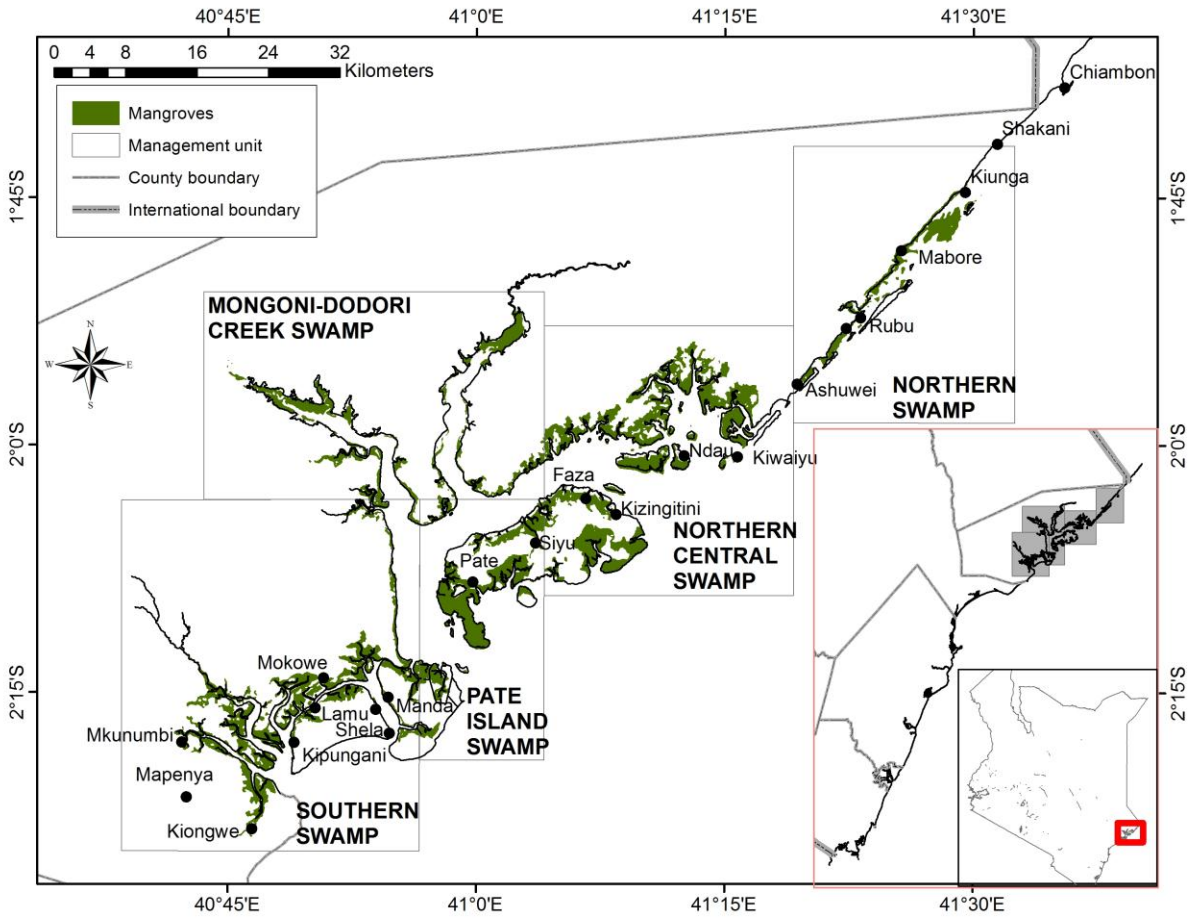 40°45'E 41°0'E 41°15'E 41°30'E
0 4 8 16 24 32
Kilometers
Mangroves
Management unit
County boundary
International boundary
Chiambon
Shakani
Kiunga
1°45'S
1°45'S
Mabore
MONGONI-DODORI
CREEK SWAMP
Rubu
N
W E
S
Ashuwei
NORTHERN
SWAMP
2°0'S
2°0'S
Ndau
Kiwaiyu
Faza
Kizingitini
NORTHERN
CENTRAL
SWAMP
Siyu
Pate
Mokowe
2°15'S
2°15'S
PATE
ISLAND
SWAMP
Manda
Lamu
Shela
Mkunumbi
Kipungani
Mapenya
SOUTHERN
SWAMP
Kiongwe
40°45'E 41°0'E 41°15'E 41°30'E